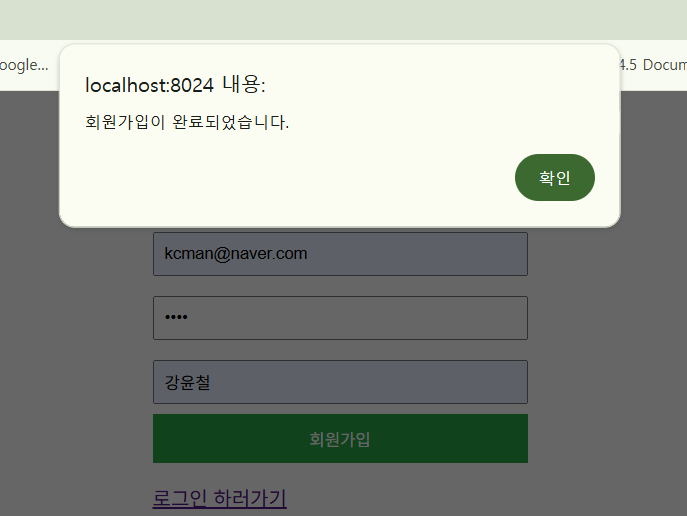 oogle...
4.5 Docum
localhost:8024 내용:
회원가입이 완료되었습니다.
확인
kcman@naver.com
••••
강윤철
회원가입
로그인 하러가기